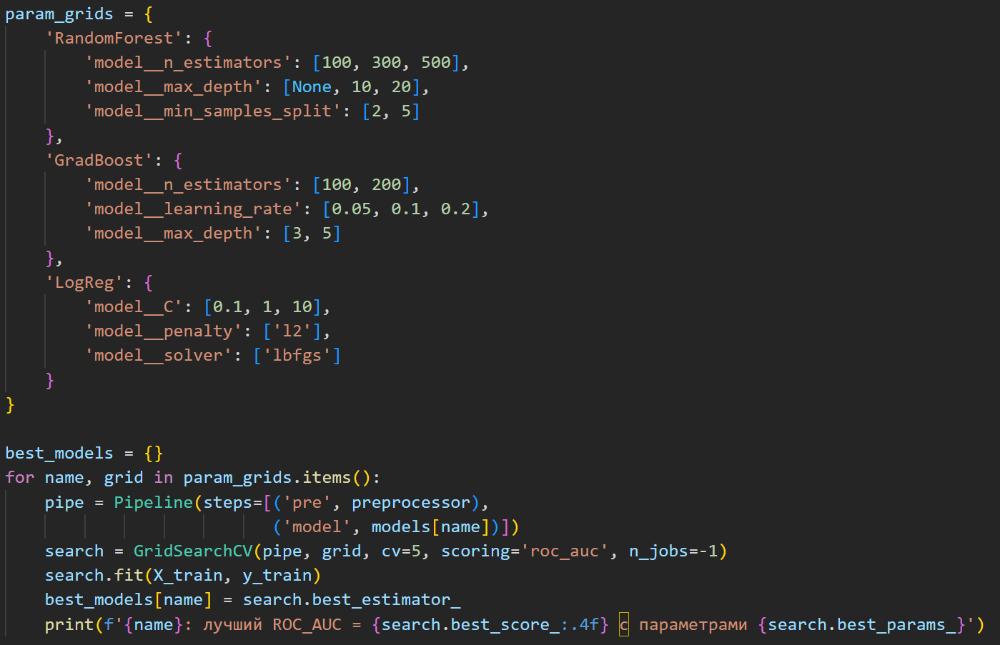 param_grids = {
    'RandomForest': {
        'model__n_estimators': [100, 300, 500],
        'model__max_depth': [None, 10, 20],
        'model__min_samples_split': [2, 5]
    },
    'GradBoost': {
        'model__n_estimators': [100, 200],
        'model__learning_rate': [0.05, 0.1, 0.2],
        'model__max_depth': [3, 5]
    },
    'LogReg': {
        'model__C': [0.1, 1, 10],
        'model__penalty': ['l2'],
        'model__solver': ['lbfgs']
    }
}

best_models = {}
for name, grid in param_grids.items():
    pipe = Pipeline(steps=[('pre', preprocessor),
                           ('model', models[name])])
    search = GridSearchCV(pipe, grid, cv=5, scoring='roc_auc', n_jobs=-1)
    search.fit(X_train, y_train)
    best_models[name] = search.best_estimator_
    print(f'{name}: лучший ROC_AUC = {search.best_score_:.4f} с параметрами {search.best_params_}')